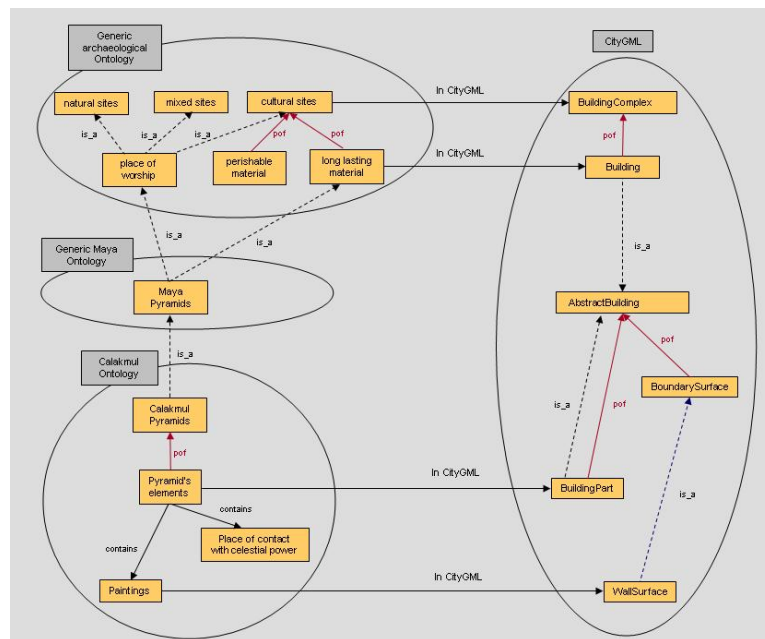 Generic
archaeological
Ontology
CityGML
natural sites
mixed sites
cultural sites
In CityGML
BuildingComplex
is_a
is_a
is_a
pof
pof
pof
place of
worship
perishable
material
long lasting
material
In CityGML
Building
is_a
is_a
is_a
Generic Maya
Ontology
Maya
Pyramids
AbstractBuilding
is_a
pof
Calakmul
Ontology
BoundarySurface
Calakmul
Pyramids
is_a
pof
pof
Pyramid's
elements
In CityGML
BuildingPart
is_a
contains
contains
Place of contact
with celestial power
Paintings
In CityGML
WallSurface